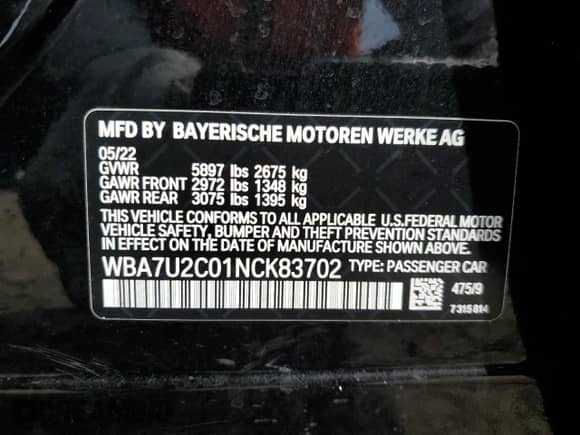 MFD BY BAYERISCHE MOTOREN WERKE AG
05/22
GVWR 5897 lbs 2675 kg
GAWR FRONT 2972 lbs 1348 kg
GAWR REAR 3075 lbs 1395 kg
THIS VEHICLE CONFORMS TO ALL APPLICABLE U.S.FEDERAL MOTOR
VEHICLE SAFETY, BUMPER AND THEFT PREVENTION STANDARDS
IN EFFECT ON THE DATE OF MANUFACTURE SHOWN ABOVE.
WBA7U2C01NCK83702 TYPE: PASSENGER CAR
475/9
7315814